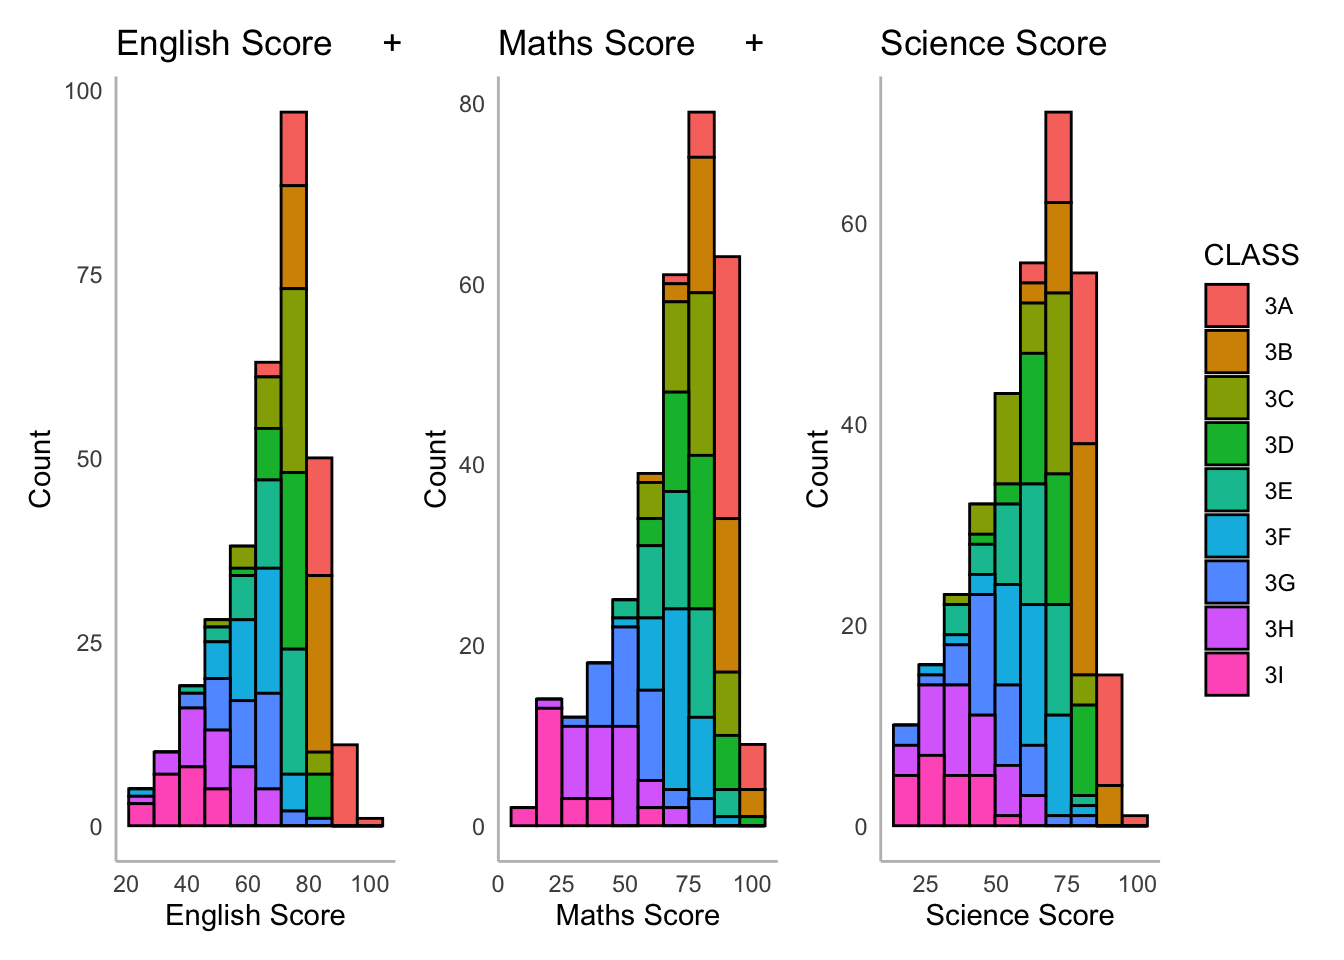 English Score +
Maths Score +
Science Score
100
75
50
25
0
Count
20 40 60 80 100
English Score
80
60
40
20
0
Count
0 25 50 75 100
Maths Score
60
40
20
0
Count
25 50 75 100
Science Score
CLASS
3A
3B
3C
3D
3E
3F
3G
3H
3I